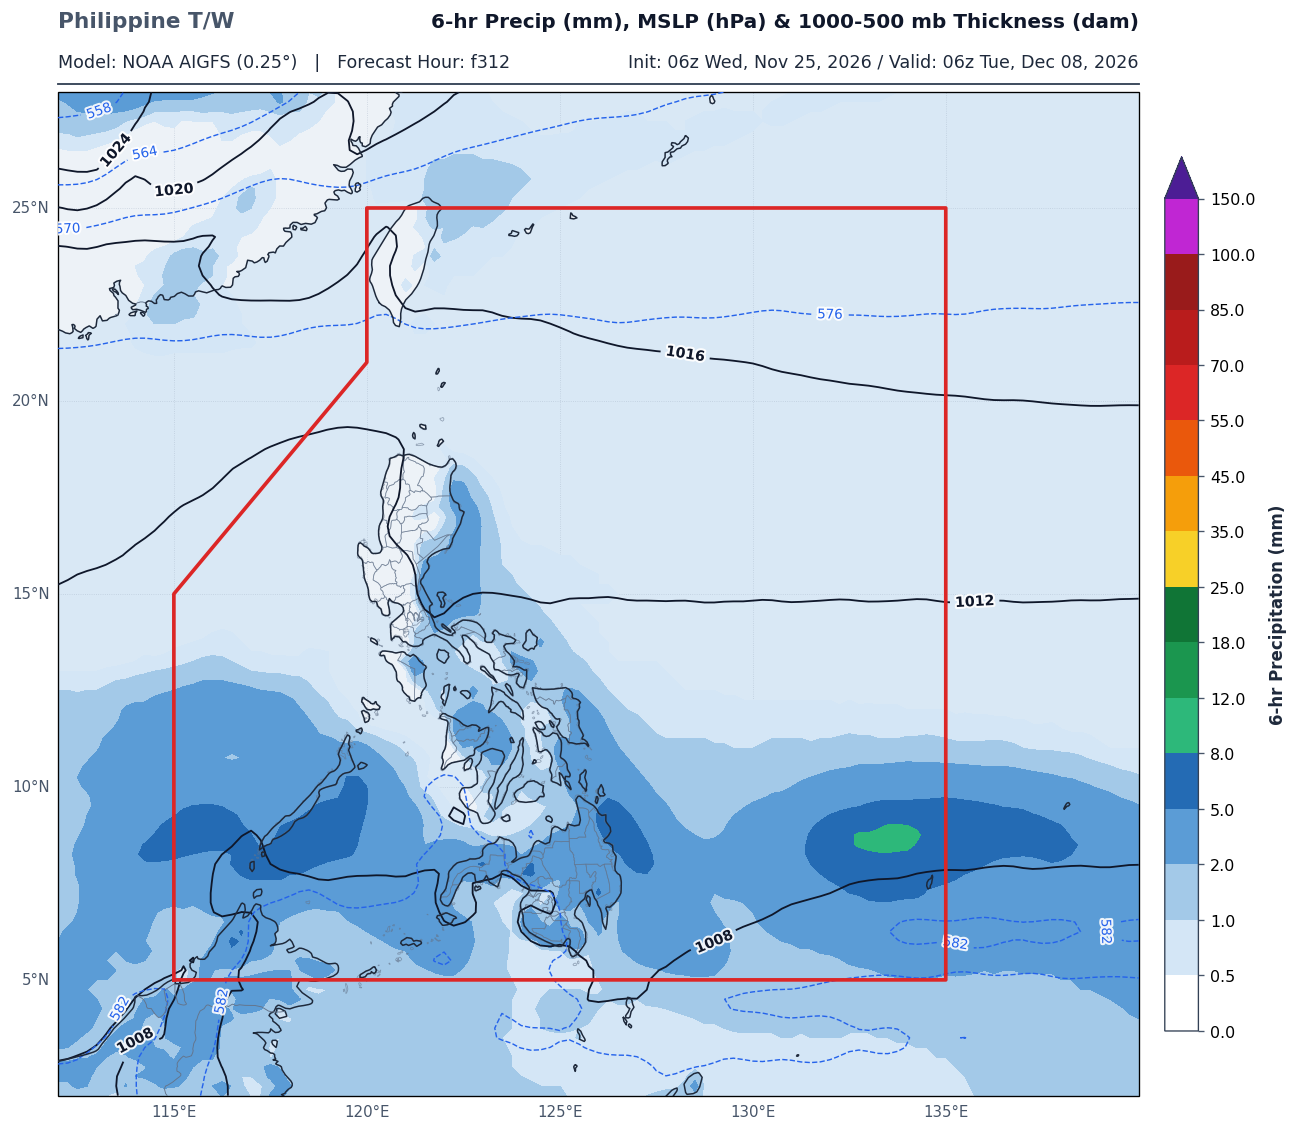 Philippine T/W
6-hr Precip (mm), MSLP (hPa) & 1000-500 mb Thickness (dam)
Model: NOAA AIGFS (0.25°) | Forecast Hour: f312
Init: 06z Wed, Nov 25, 2026 / Valid: 06z Tue, Dec 08, 2026
558
1024
564
1020
570
576
1016
1012
1008
582
582
582
582
1008
25°N
20°N
15°N
10°N
5°N
115°E
120°E
125°E
130°E
135°E
150.0
100.0
85.0
70.0
55.0
45.0
35.0
25.0
18.0
12.0
8.0
5.0
2.0
1.0
0.5
0.0
6-hr Precipitation (mm)